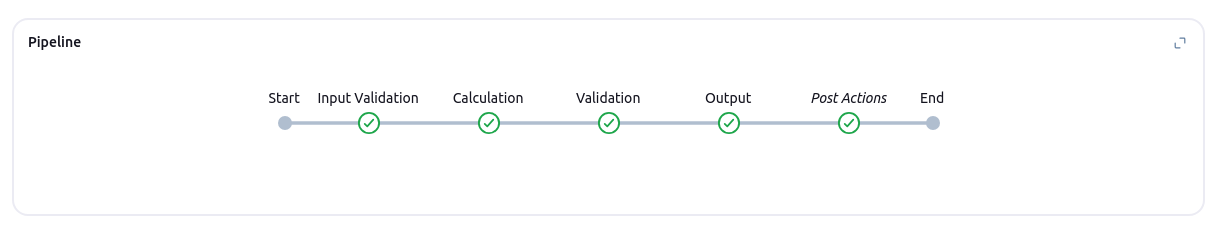 Pipeline
Start Input Validation Calculation Validation Output Post Actions End